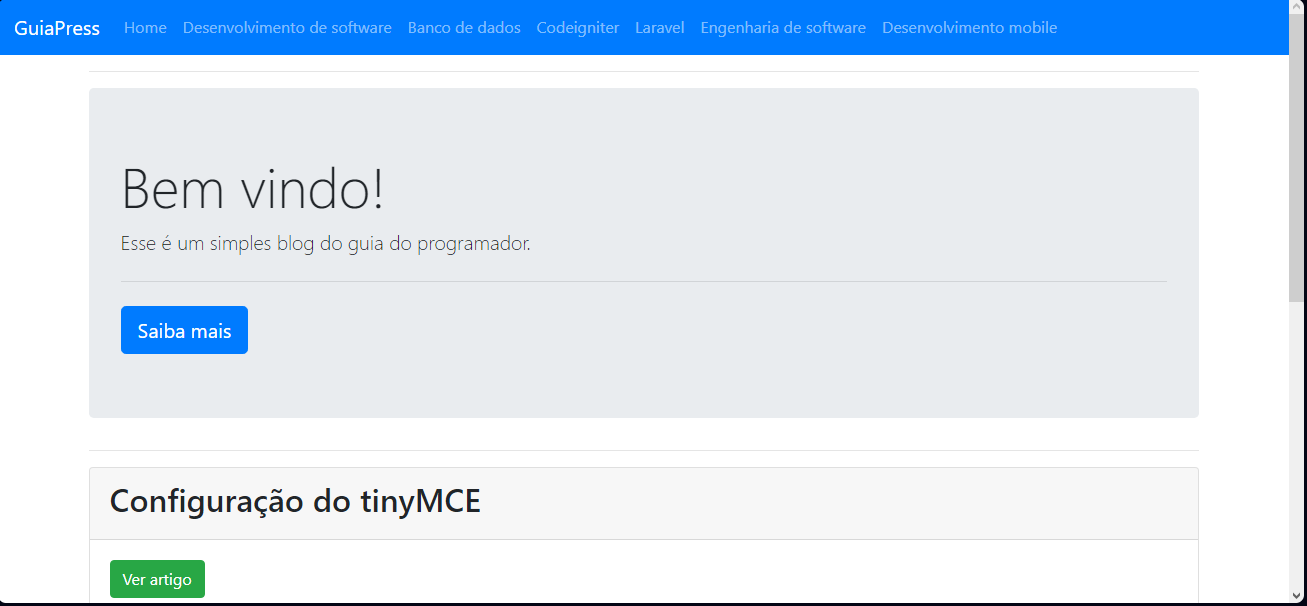 GuiaPress Home Desenvolvimento de software Banco de dados Codeigniter Laravel Engenharia de software Desenvolvimento mobile
Bem vindo!
Esse é um simples blog do guia do programador.
Saiba mais
Configuração do tinyMCE
Ver artigo